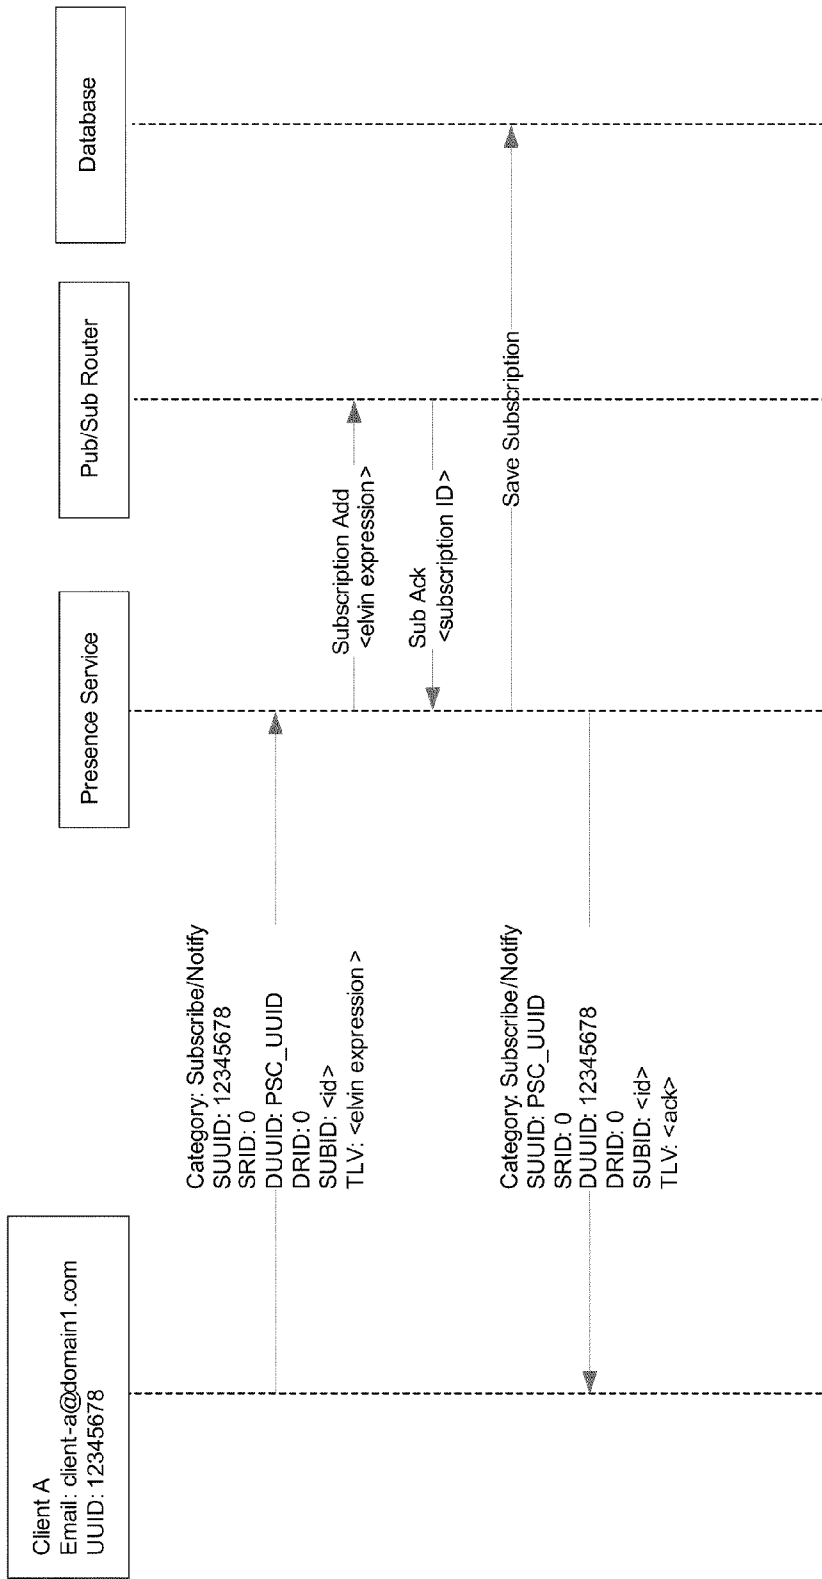 Client A
Email: client-a@domain1.com
UUID: 12345678
Presence Service
Pub/Sub Router
Database
Category: Subscribe/Notify
SUUID: 12345678
SRID: 0
DUUID: PSC_UUID
DRID: 0
SUBID: <id>
TLV: <elvin expression>
Subscription Add
<elvin expression>
Sub Ack
<subscription ID>
Save Subscription
Category: Subscribe/Notify
SUUID: PSC_UUID
SRID: 0
DUUID: 12345678
DRID: 0
SUBID: <id>
TLV: <ack>